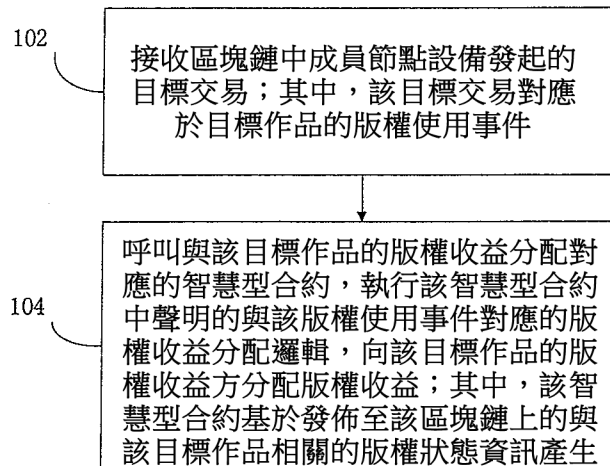 102
接收區塊鏈中成員節點設備發起的
目標交易；其中，該目標交易對應
於目標作品的版權使用事件
104
呼叫與該目標作品的版權收益分配對
應的智慧型合約，執行該智慧型合約
中聲明的與該版權使用事件對應的版
權收益分配邏輯，向該目標作品的版
權收益方分配版權收益；其中，該智
慧型合約基於發佈至該區塊鏈上的與
該目標作品相關的版權狀態資訊產生